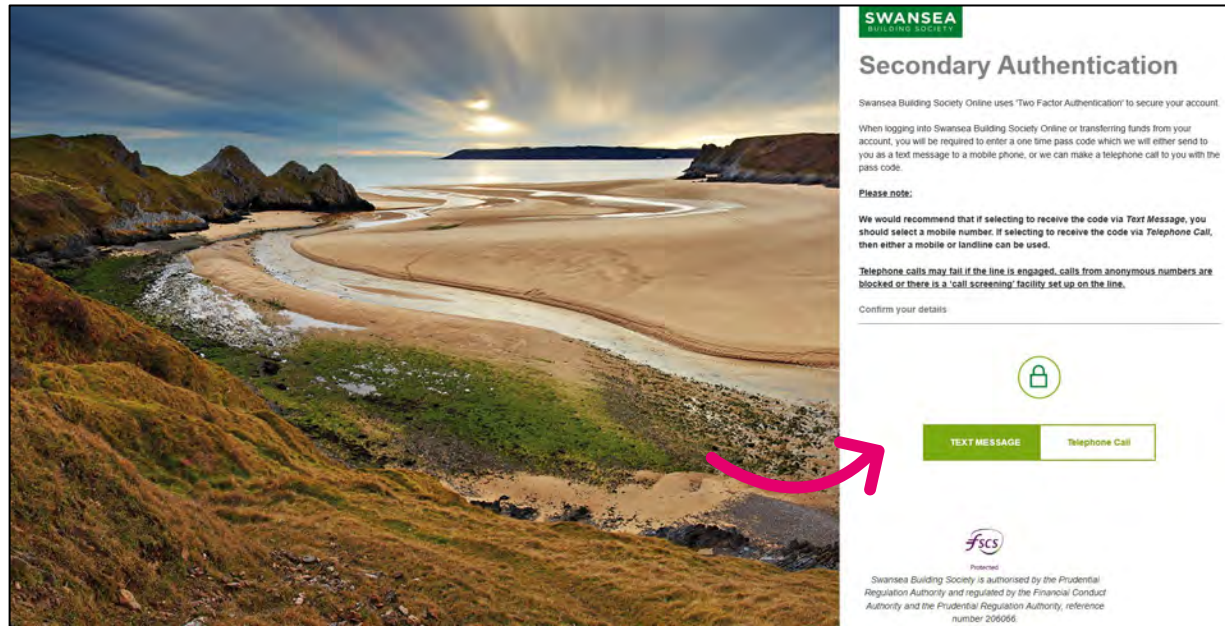 SWANSEA
BUILDING SOCIETY
Secondary Authentication
Swansea Building Society Online uses 'Two Factor Authentication' to secure your account.
When logging into Swansea Building Society Online or transferring funds from your
account, you will be required to enter a one time pass code which we will either send to
you as a text message to a mobile phone, or we can make a telephone call to you with the
pass code.
Please note:
We would recommend that if selecting to receive the code via Text Message, you
should select a mobile number. If selecting to receive the code via Telephone Call,
then either a mobile or landline can be used.
Telephone calls may fail if the line is engaged, calls from anonymous numbers are
blocked or there is a 'call screening' facility set up on the line.
Confirm your details
TEXT MESSAGE Telephone Call
fscs
Protected
Swansea Building Society is authorised by the Prudential
Regulation Authority and regulated by the Financial Conduct
Authority and the Prudential Regulation Authority, reference
number 206066.